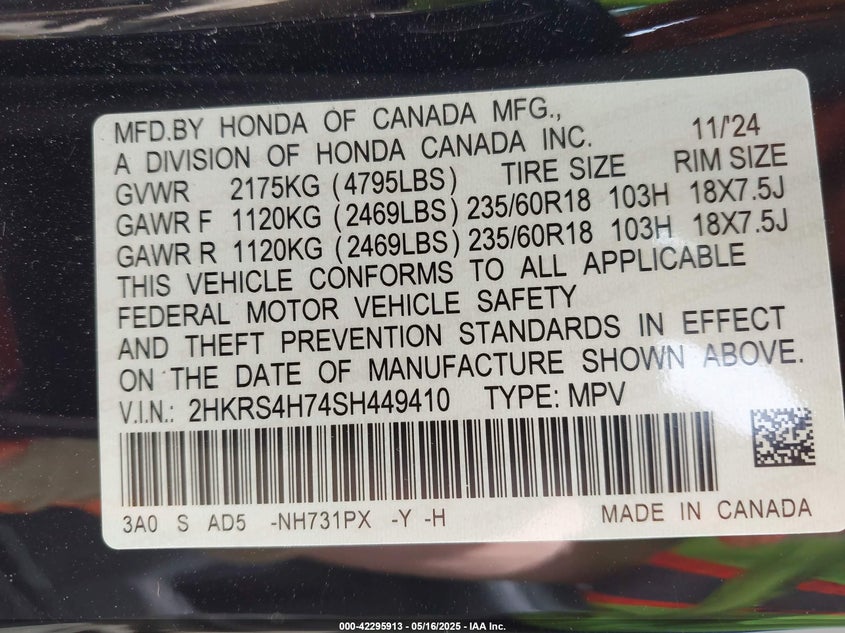 MFD.BY HONDA OF CANADA MFG.,
A DIVISION OF HONDA CANADA INC. 11/'24
GVWR 2175KG (4795LBS) TIRE SIZE RIM SIZE
GAWR F 1120KG (2469LBS) 235/60R18 103H 18X7.5J
GAWR R 1120KG (2469LBS) 235/60R18 103H 18X7.5J
THIS VEHICLE CONFORMS TO ALL APPLICABLE
FEDERAL MOTOR VEHICLE SAFETY
AND THEFT PREVENTION STANDARDS IN EFFECT
ON THE DATE OF MANUFACTURE SHOWN ABOVE.
V.I.N.: 2HKRS4H74SH449410 TYPE: MPV
3A0 S AD5 -NH731PX -Y -H MADE IN CANADA
000-42295913 - 05/16/2025 - IAA Inc.